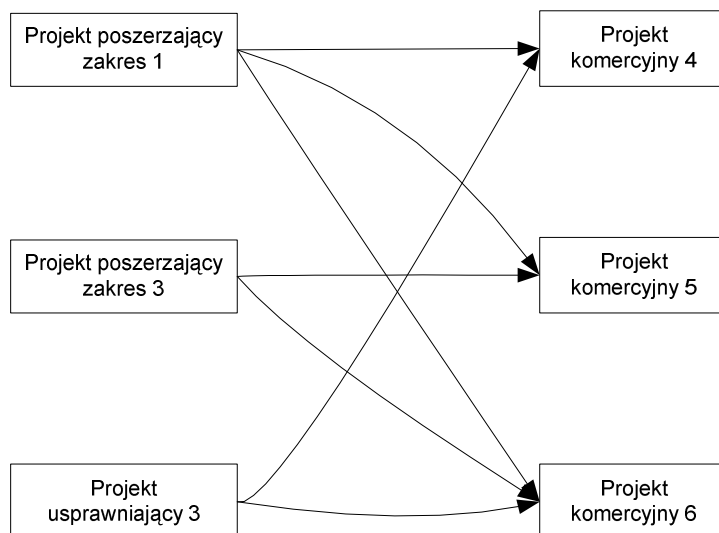 Projekt poszerzający
zakres 1
Projekt
komercyjny 4
Projekt poszerzający
zakres 3
Projekt
komercyjny 5
Projekt
usprawniający 3
Projekt
komercyjny 6